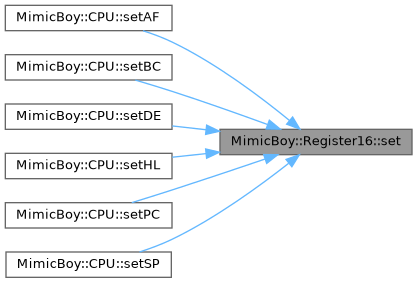 MimicBoy::CPU::setAF
MimicBoy::CPU::setBC
MimicBoy::CPU::setDE
MimicBoy::Register16::set
MimicBoy::CPU::setHL
MimicBoy::CPU::setPC
MimicBoy::CPU::setSP